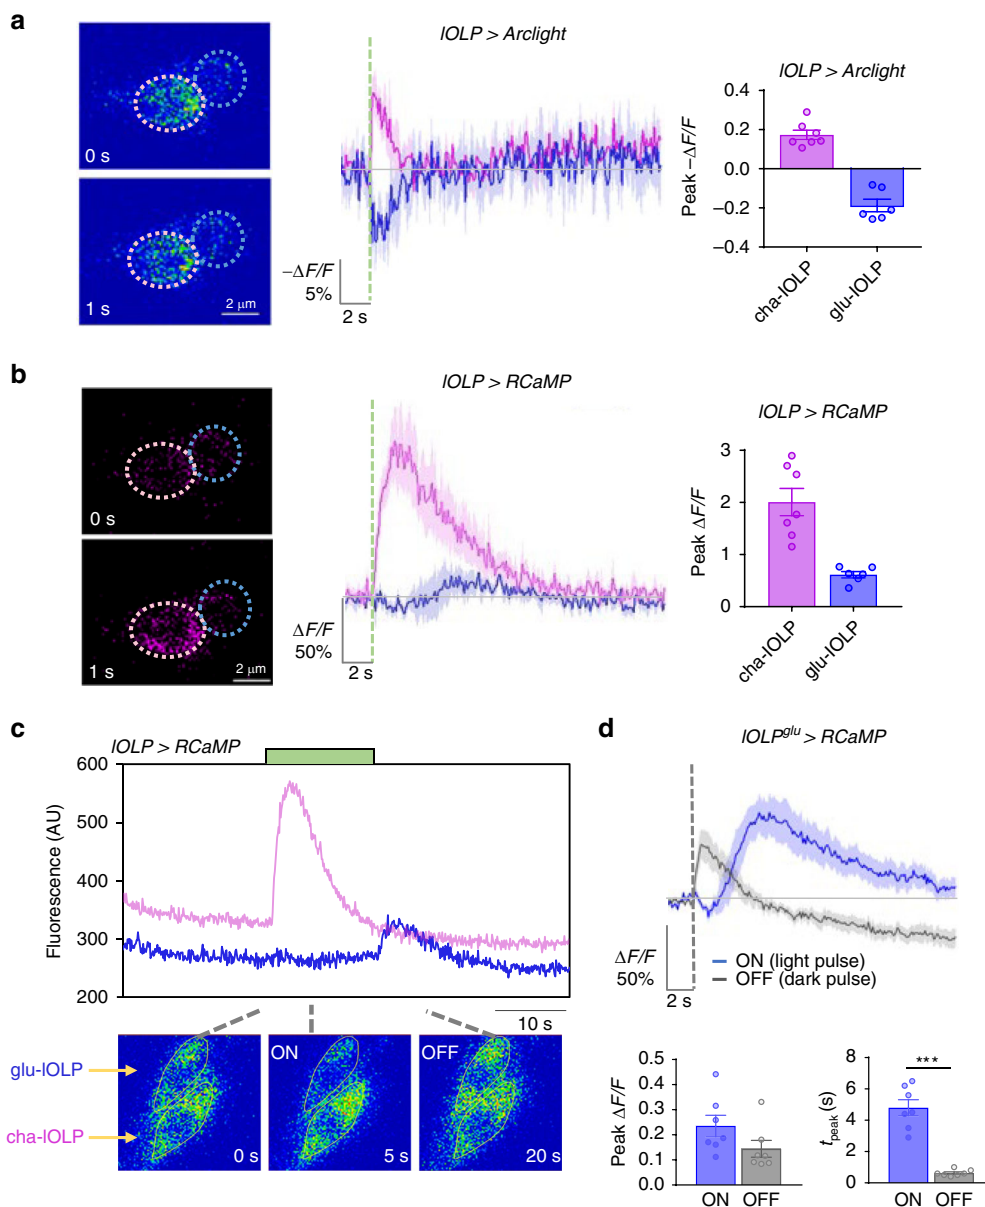 a
lOLP > Arclight
lOLP > Arclight
0 s
1 s
2 μm
−ΔF/F
5%
2 s
Peak −ΔF/F
0.4
0.2
0.0
−0.2
−0.4
cha-lOLP
glu-lOLP
b
lOLP > RCaMP
lOLP > RCaMP
0 s
1 s
2 μm
ΔF/F
50%
2 s
Peak ΔF/F
3
2
1
0
cha-lOLP
glu-lOLP
c
lOLP > RCaMP
Fluorescence (AU)
600
500
400
300
200
10 s
glu-lOLP
cha-lOLP
0 s
ON
5 s
OFF
20 s
d
lOLPglu > RCaMP
ΔF/F
50%
2 s
ON (light pulse)
OFF (dark pulse)
Peak ΔF/F
0.5
0.4
0.3
0.2
0.1
0.0
ON
OFF
tpeak (s)
8
6
4
2
0
***
ON
OFF